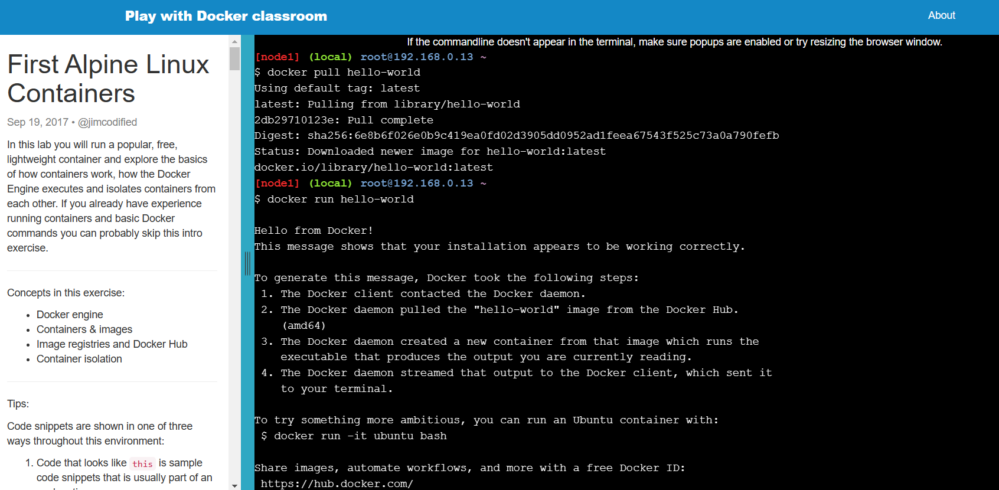 Play with Docker classroom
About
First Alpine Linux
Containers
Sep 19, 2017 • @jimcodified
In this lab you will run a popular, free,
lightweight container and explore the basics
of how containers work, how the Docker
Engine executes and isolates containers from
each other. If you already have experience
running containers and basic Docker
commands you can probably skip this intro
exercise.
Concepts in this exercise:
• Docker engine
• Containers & images
• Image registries and Docker Hub
• Container isolation
Tips:
Code snippets are shown in one of three
ways throughout this environment:
1. Code that looks like this is sample
code snippets that is usually part of an
If the commandline doesn't appear in the terminal, make sure popups are enabled or try resizing the browser window.
[node1] (local) root@192.168.0.13 ~
$ docker pull hello-world
Using default tag: latest
latest: Pulling from library/hello-world
2db29710123e: Pull complete
Digest: sha256:6e8b6f026e0b9c419ea0fd02d3905dd0952ad1feea67543f525c73a0a790fefb
Status: Downloaded newer image for hello-world:latest
docker.io/library/hello-world:latest
[node1] (local) root@192.168.0.13 ~
$ docker run hello-world
Hello from Docker!
This message shows that your installation appears to be working correctly.
To generate this message, Docker took the following steps:
1. The Docker client contacted the Docker daemon.
2. The Docker daemon pulled the "hello-world" image from the Docker Hub.
(amd64)
3. The Docker daemon created a new container from that image which runs the
executable that produces the output you are currently reading.
4. The Docker daemon streamed that output to the Docker client, which sent it
to your terminal.
To try something more ambitious, you can run an Ubuntu container with:
$ docker run -it ubuntu bash
Share images, automate workflows, and more with a free Docker ID:
https://hub.docker.com/